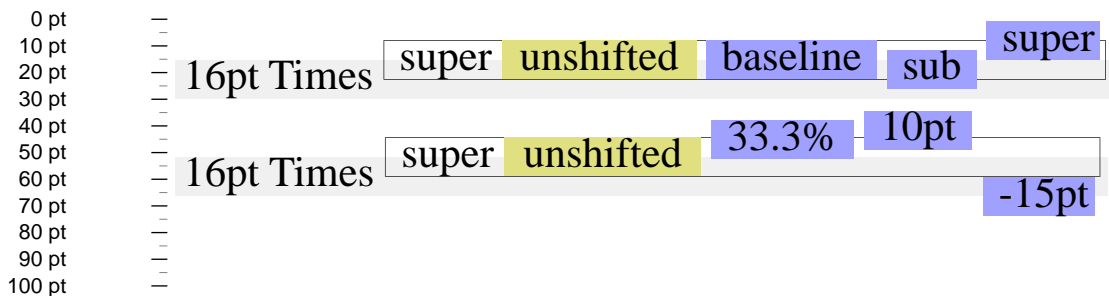 0 pt
10 pt
20 pt
30 pt
40 pt
50 pt
60 pt
70 pt
80 pt
90 pt
100 pt
16pt Times super unshifted baseline sub super
16pt Times super unshifted 33.3% 10pt -15pt